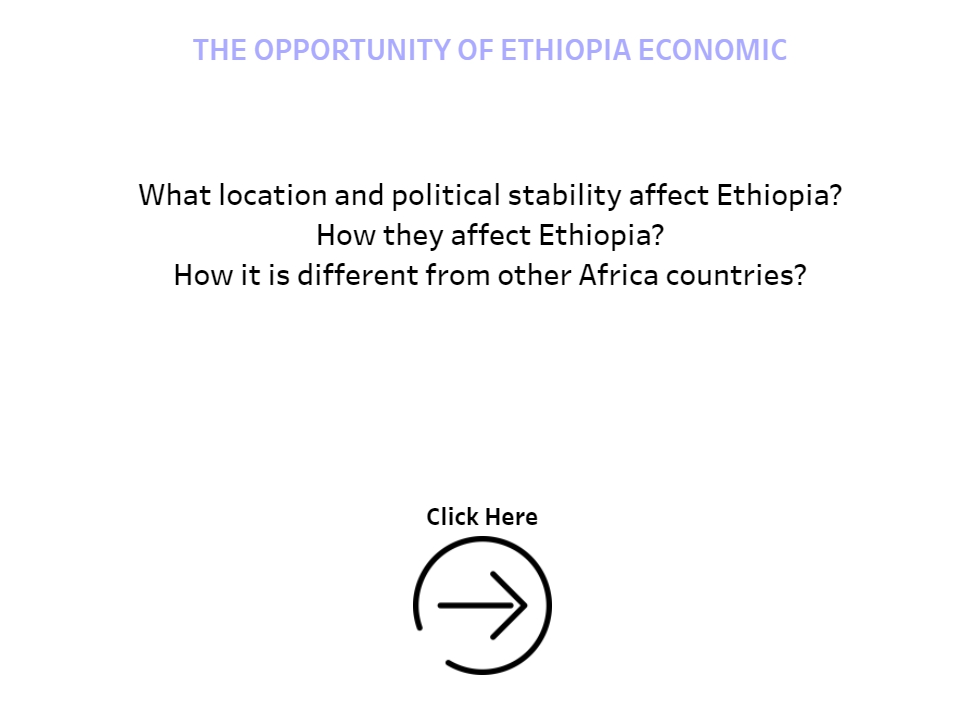 THE OPPORTUNITY OF ETHIOPIA ECONOMIC
What location and political stability affect Ethiopia?
How they affect Ethiopia?
How it is different from other Africa countries?
Click Here